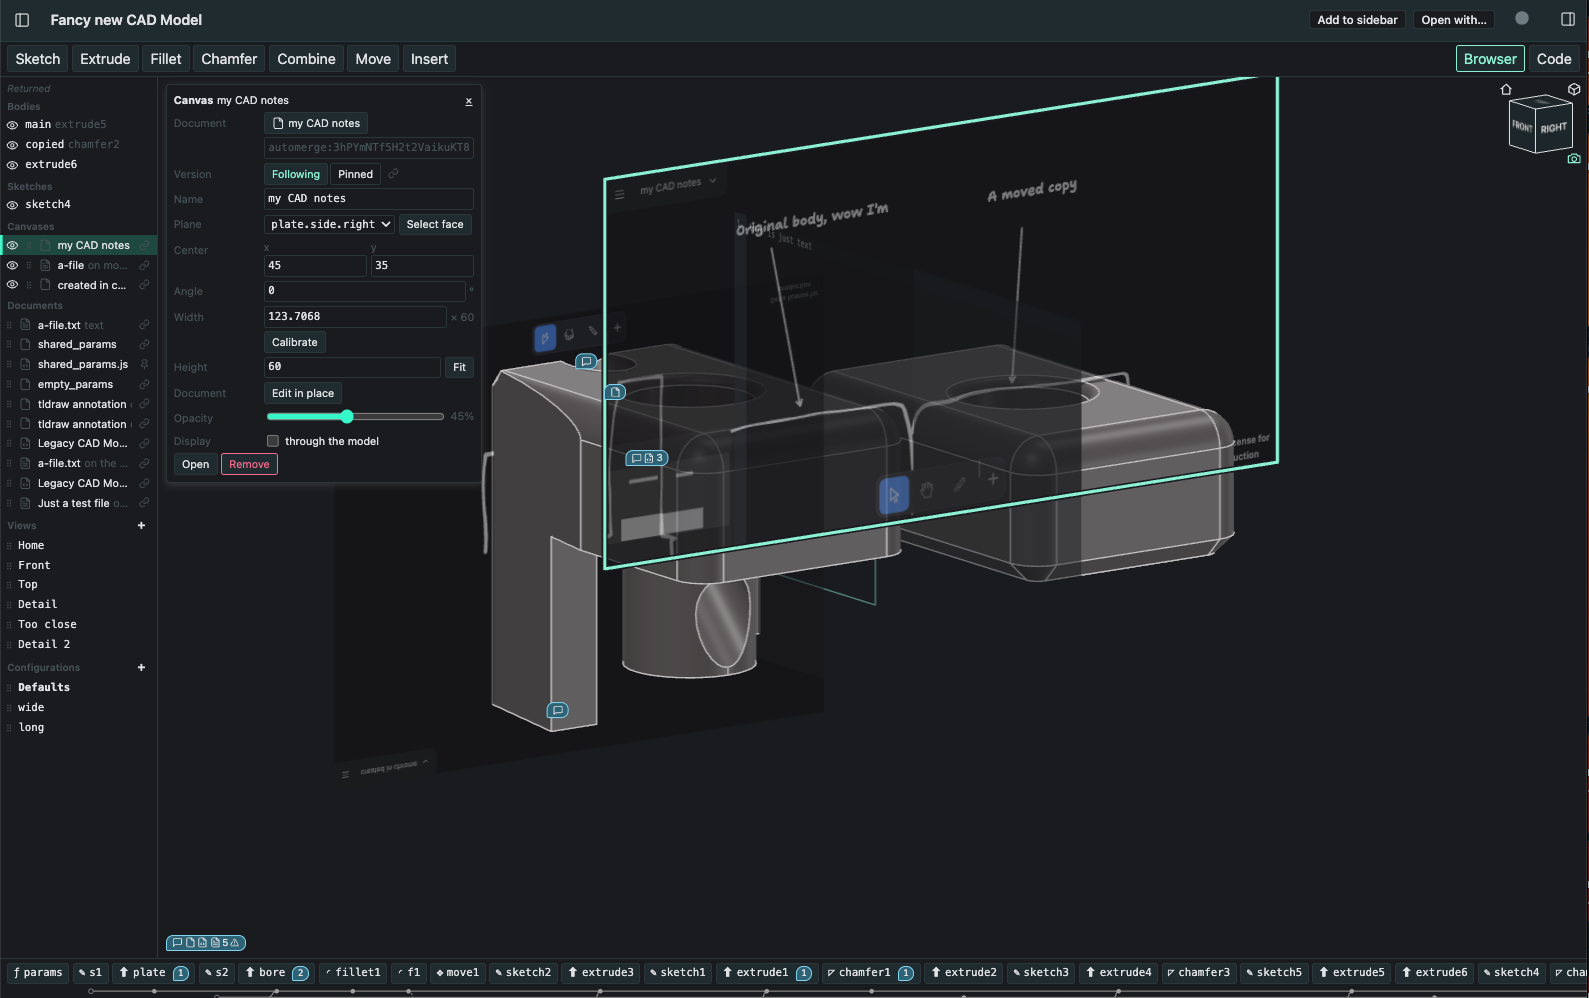 Fancy new CAD Model
Add to sidebar
Open with...
Sketch
Extrude
Fillet
Chamfer
Combine
Move
Insert
Browser
Code
Returned
Bodies
main extrude5
copied chamfer2
extrude6
Sketches
sketch4
Canvases
my CAD notes
a-file on mo...
created in c...
Documents
a-file.txt text
shared_params
shared_params.js
empty_params
tldraw annotation
tldraw annotation
Legacy CAD Mo...
a-file.txt on the ...
Legacy CAD Mo...
Just a test file o...
Views +
Home
Front
Top
Detail
Too close
Detail 2
Configurations +
Defaults
wide
long
Canvas my CAD notes x
Document my CAD notes
automerge:3hPYmNTf5H2t2VaikuKT8
Version Following Pinned
Name my CAD notes
Plane plate.side.right Select face
Center x y
45 35
Angle 0 °
Width 123.7068 × 60
Calibrate
Height 60 Fit
Document Edit in place
Opacity 45%
Display through the model
Open Remove
my CAD notes
Original body, wow I'm
is just text
A moved copy
FRONT RIGHT
3
5
params
s1
plate 1
s2
bore 2
fillet1
f1
move1
sketch2
extrude3
sketch1
extrude1 1
chamfer1 1
extrude2
sketch3
extrude4
chamfer3
sketch5
extrude5
extrude6
sketch4